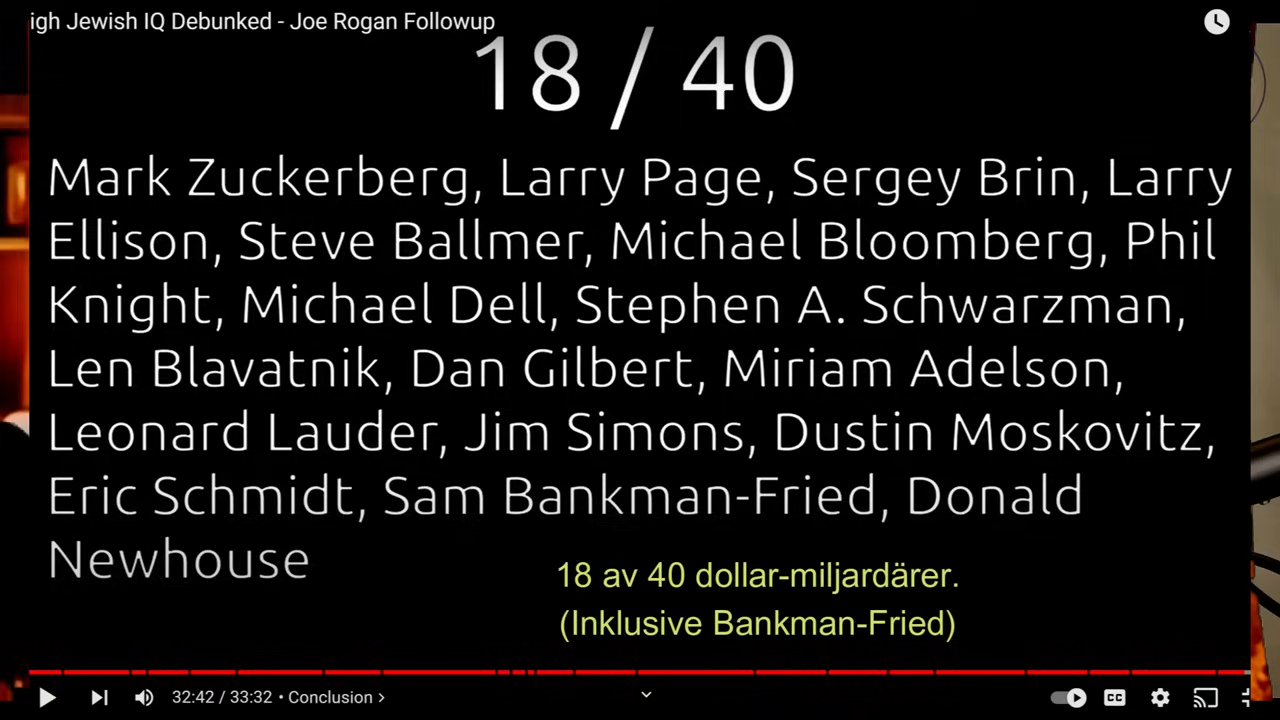 igh Jewish IQ Debunked - Joe Rogan Followup
18 / 40
Mark Zuckerberg, Larry Page, Sergey Brin, Larry
Ellison, Steve Ballmer, Michael Bloomberg, Phil
Knight, Michael Dell, Stephen A. Schwarzman,
Len Blavatnik, Dan Gilbert, Miriam Adelson,
Leonard Lauder, Jim Simons, Dustin Moskovitz,
Eric Schmidt, Sam Bankman-Fried, Donald
Newhouse
18 av 40 dollar-miljardärer.
(Inklusive Bankman-Fried)
32:42 / 33:32 • Conclusion >
CC